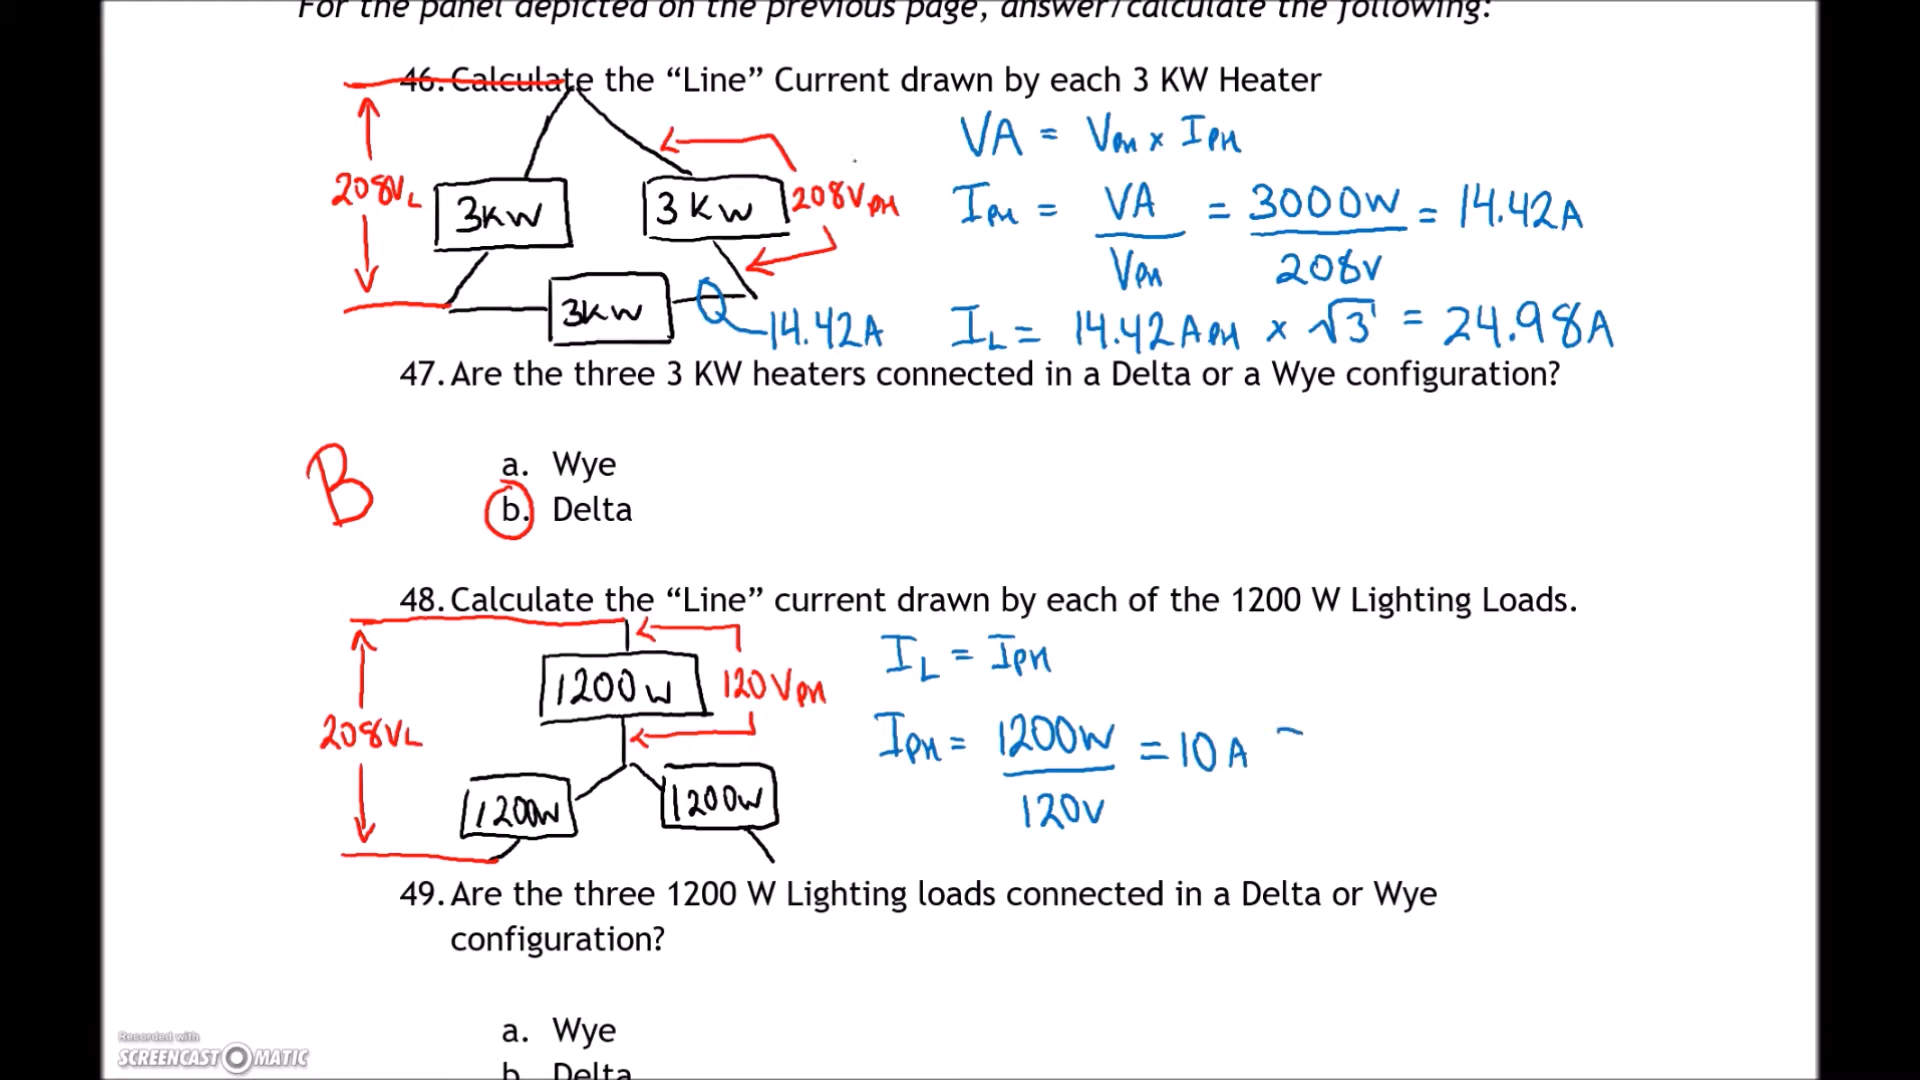 For the panel depicted on the previous page, answer/calculate the following:
46. Calculate the “Line” Current drawn by each 3 KW Heater
VA = VPH x IPH
208VL
3KW
3KW
208VPH
IPH = VA / VPH = 3000W / 208V = 14.42A
3KW
14.42A
IL = 14.42APH x √3 = 24.98A
47. Are the three 3 KW heaters connected in a Delta or a Wye configuration?
B
a. Wye
b. Delta
48. Calculate the “Line” current drawn by each of the 1200 W Lighting Loads.
IL = IPH
1200W
120VPH
208VL
IPH = 1200W / 120V = 10A
1200W
1200W
49. Are the three 1200 W Lighting loads connected in a Delta or Wye
configuration?
a. Wye
b. Delta
Recorded with
SCREENCAST MATIC